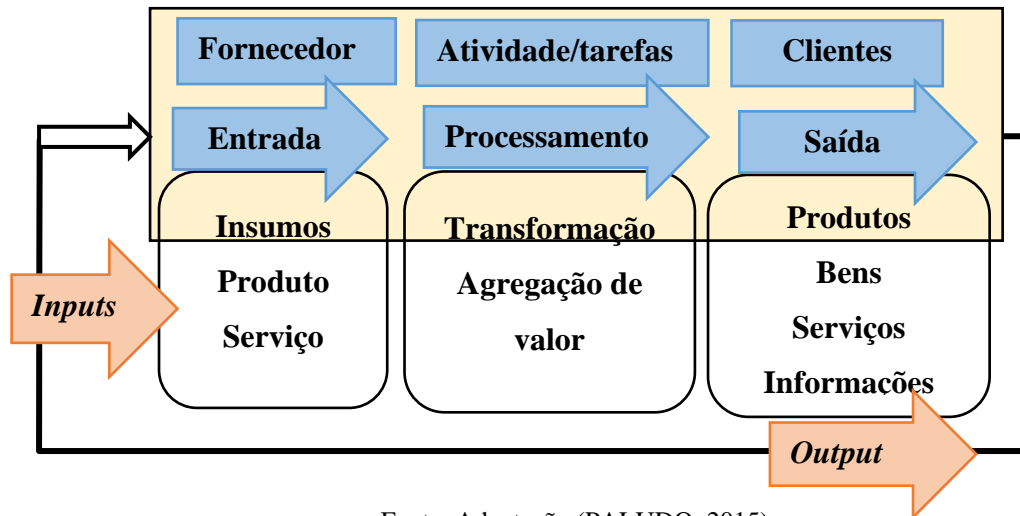 Fornecedor
Atividade/tarefas
Clientes
Entrada
Processamento
Saída
Insumos
Produto
Serviço
Transformação
Agregação de
valor
Produtos
Bens
Serviços
Informações
Inputs
Output